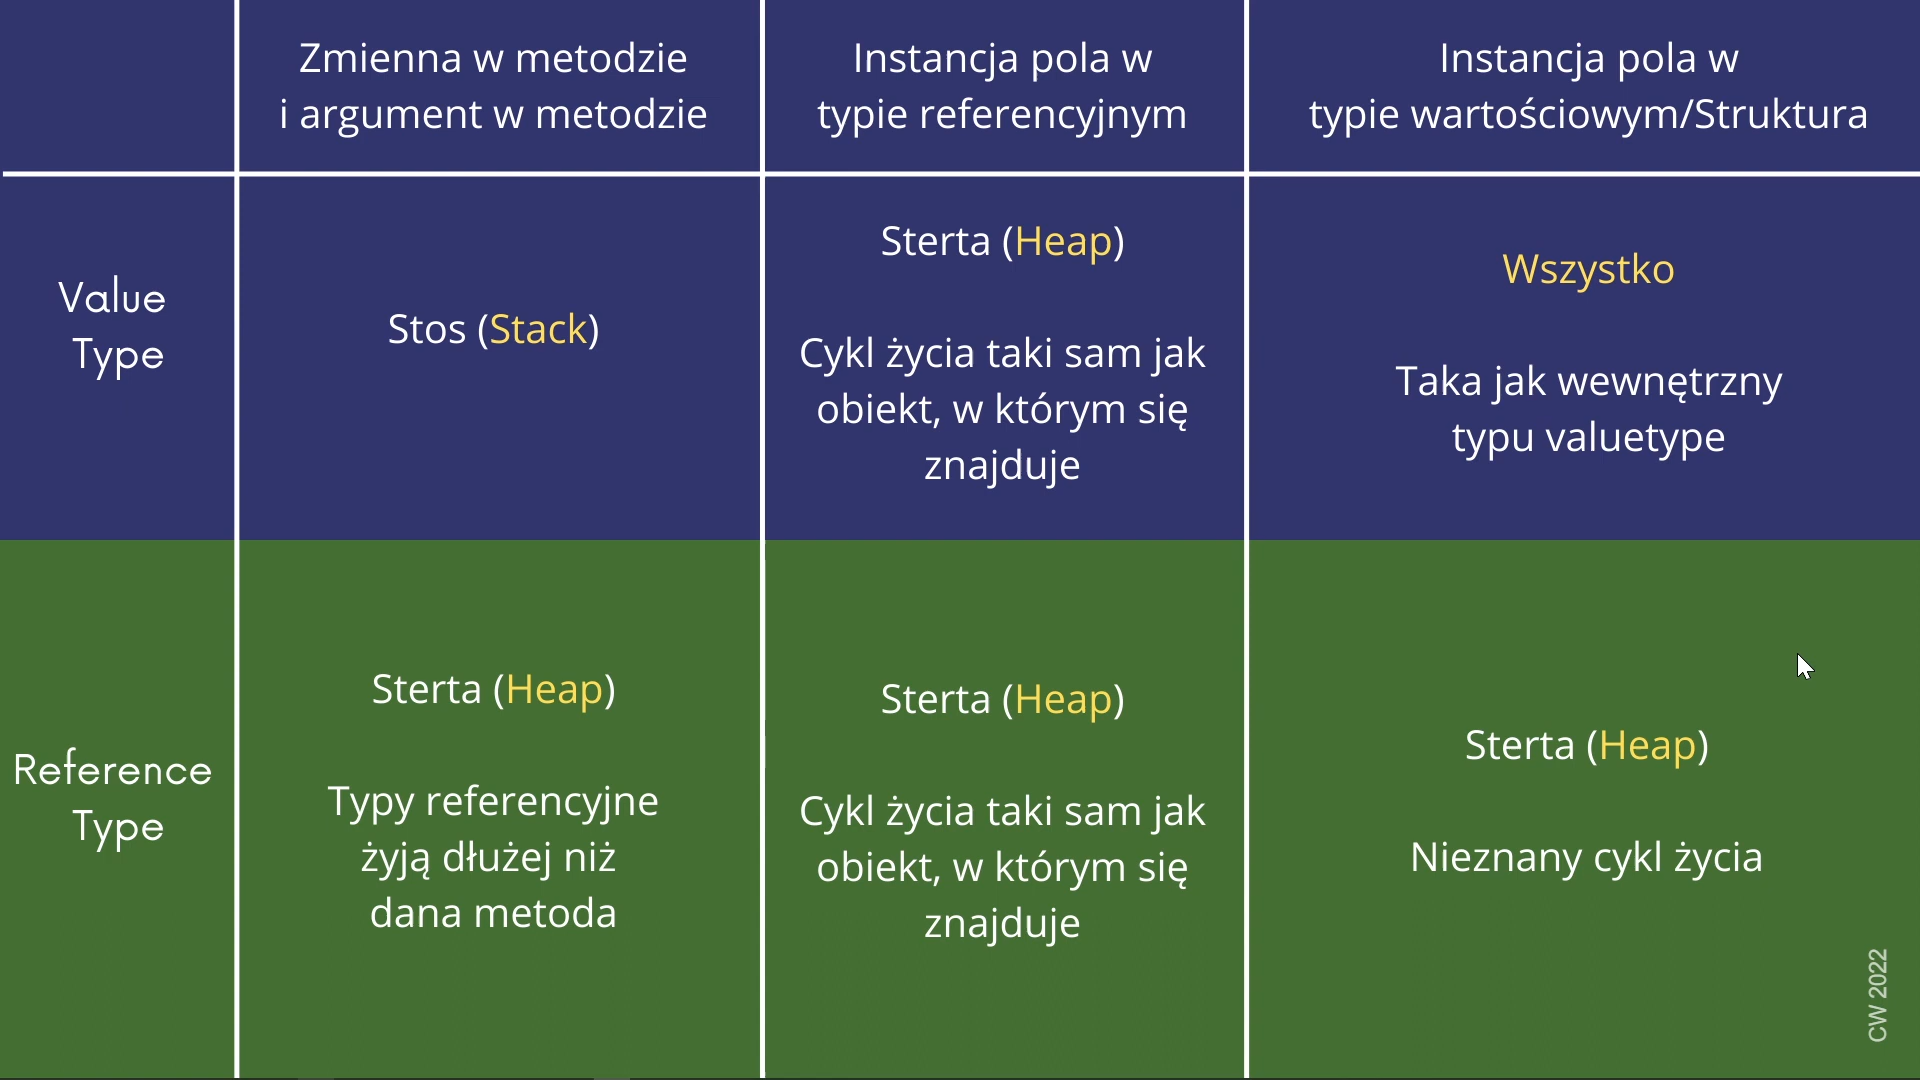 Zmienna w metodzie
i argument w metodzie
Instancja pola w
typie referencyjnym
Instancja pola w
typie wartościowym/Struktura
Value
Type
Stos (Stack)
Sterta (Heap)
Cykl życia taki sam jak
obiekt, w którym się
znajduje
Wszystko
Taka jak wewnętrzny
typu valuetype
Reference
Type
Sterta (Heap)
Typy referencyjne
żyją dłużej niż
dana metoda
Sterta (Heap)
Cykl życia taki sam jak
obiekt, w którym się
znajduje
Sterta (Heap)
Nieznany cykl życia
CW 2022